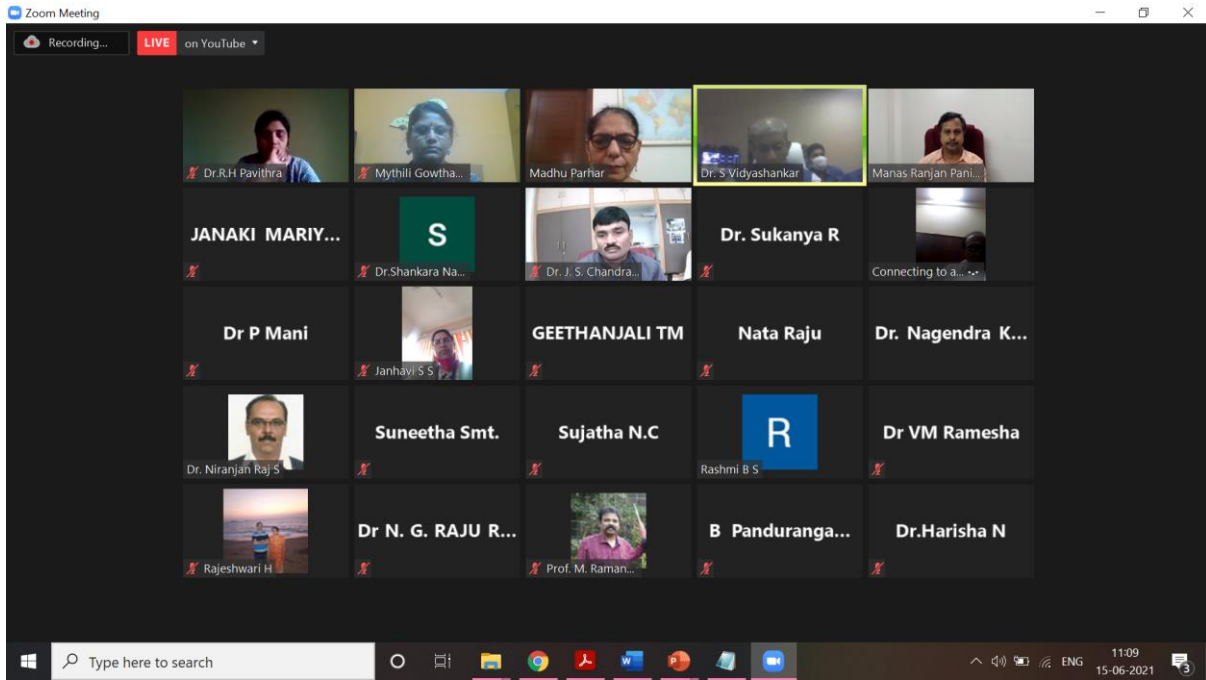 Zoom Meeting
Recording...
LIVE on YouTube
Dr.R.H Pavithra
Mythili Gowtha...
Madhu Parhar
Dr. S Vidyashankar
Manas Ranjan Pani...
JANAKI MARIY...
S
Dr.Shankara Na...
Dr. J. S. Chandra...
Dr. Sukanya R
Connecting to a...
Dr P Mani
Janhavi S S
GEETHANJALI TM
Nata Raju
Dr. Nagendra K...
Dr. Niranjan Raj S
Suneetha Smt.
Sujatha N.C
R
Rashmi B S
Dr VM Ramesha
Rajeshwari H
Dr N. G. RAJU R...
Prof. M. Raman...
B Panduranga...
Dr.Harisha N
Type here to search
ENG
11:09
15-06-2021
3